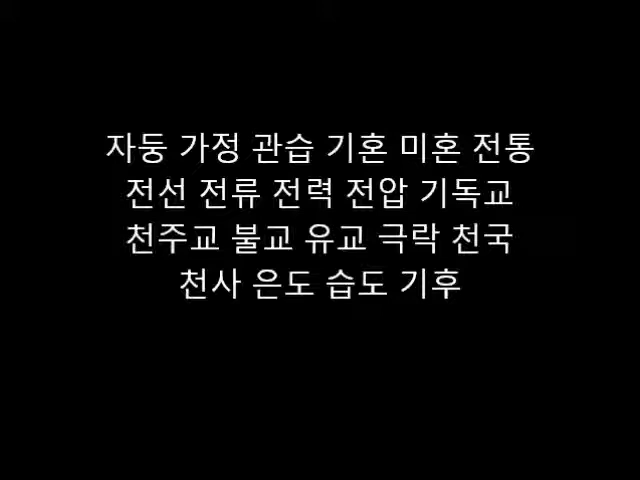 자둥 가정 관습 기혼 미혼 전통
전선 전류 전력 전압 기독교
천주교 불교 유교 극락 천국
천사 은도 습도 기후